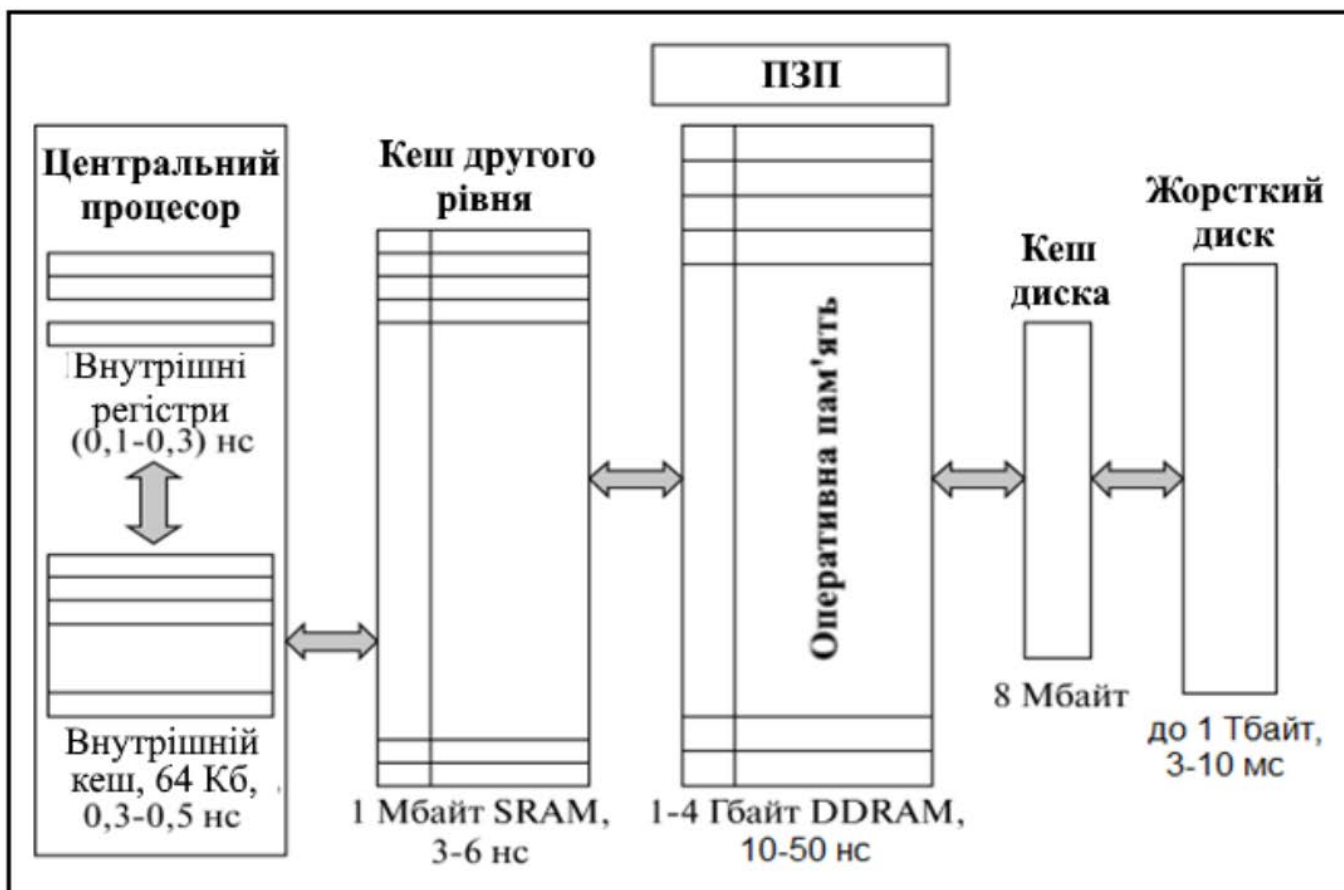 ПЗП
Центральний
процесор
Внутрішні
регістри
(0,1-0,3) нс
Внутрішній
кеш, 64 Кб,
0,3-0,5 нс
Кеш другого
рівня
1 Мбайт SRAM,
3-6 нс
Оперативна пам'ять
1-4 Гбайт DDRAM,
10-50 нс
Кеш
диска
8 Мбайт
Жорсткий
диск
до 1 Тбайт,
3-10 мс